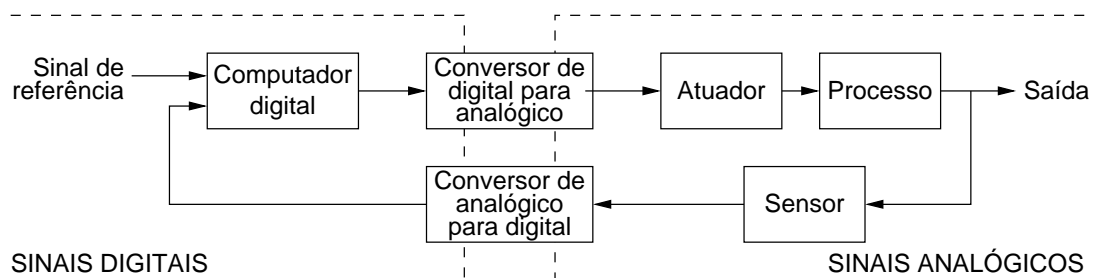 Sinal de
referência
Computador
digital
Conversor de
digital para
analógico
Atuador
Processo
Saída
Conversor de
analógico
para digital
Sensor
SINAIS DIGITAIS
SINAIS ANALÓGICOS